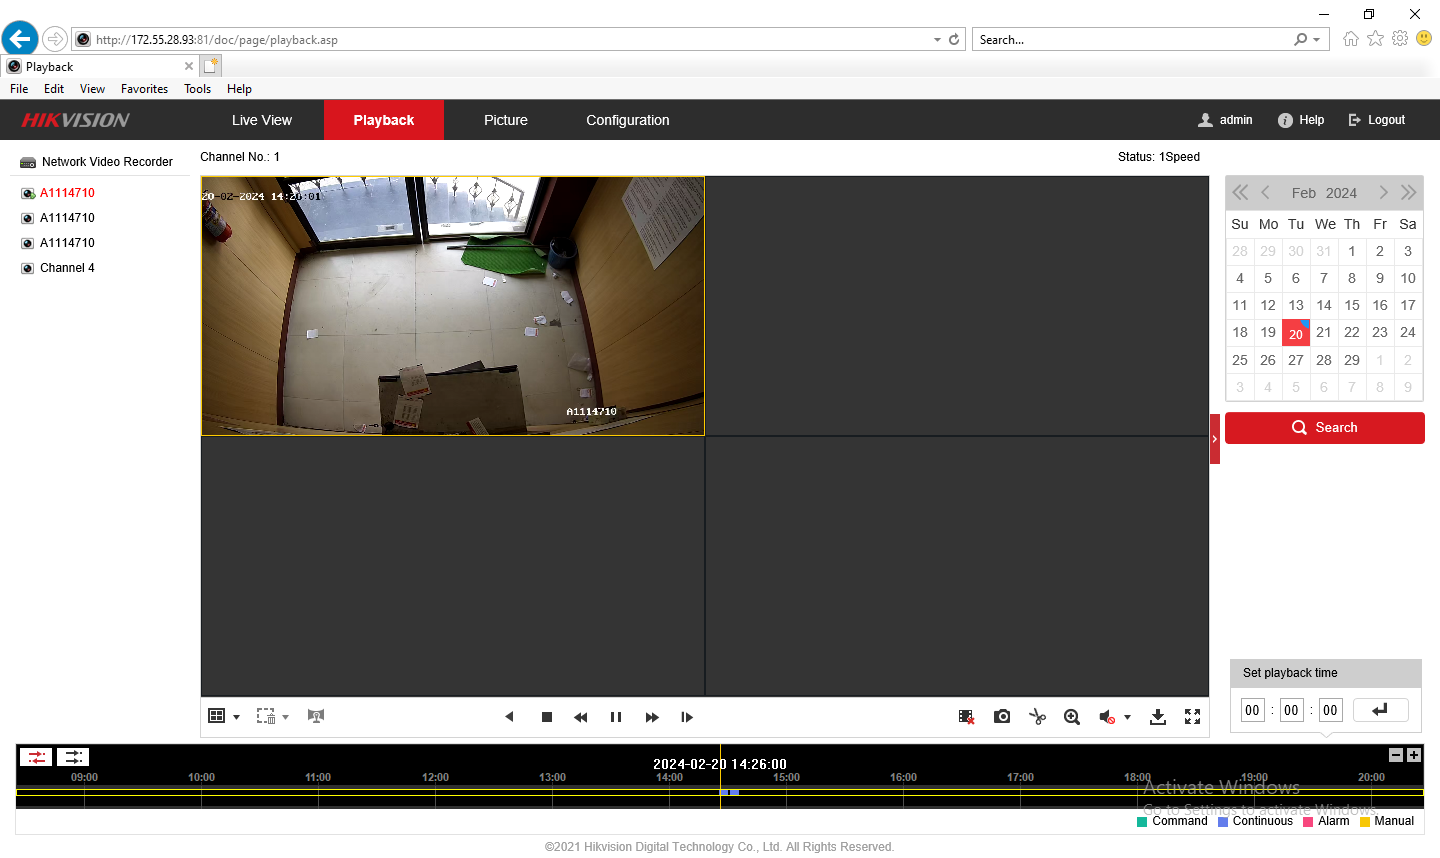 http://172.55.28.93:81/doc/page/playback.asp
Search...
Playback
File Edit View Favorites Tools Help
HIKVISION
Live View Playback Picture Configuration
admin Help Logout
Network Video Recorder
A1114710
A1114710
A1114710
Channel 4
Channel No.: 1
Status: 1Speed
20-02-2024 14:26:01
A1114710
Feb 2024
Su Mo Tu We Th Fr Sa
28 29 30 31 1 2 3
4 5 6 7 8 9 10
11 12 13 14 15 16 17
18 19 20 21 22 23 24
25 26 27 28 29 1 2
3 4 5 6 7 8 9
Search
Set playback time
00 : 00 : 00
2024-02-20 14:26:00
09:00 10:00 11:00 12:00 13:00 14:00 15:00 16:00 17:00 18:00 19:00 20:00
Activate Windows
Go to Settings to activate Windows.
Command Continuous Alarm Manual
©2021 Hikvision Digital Technology Co., Ltd. All Rights Reserved.